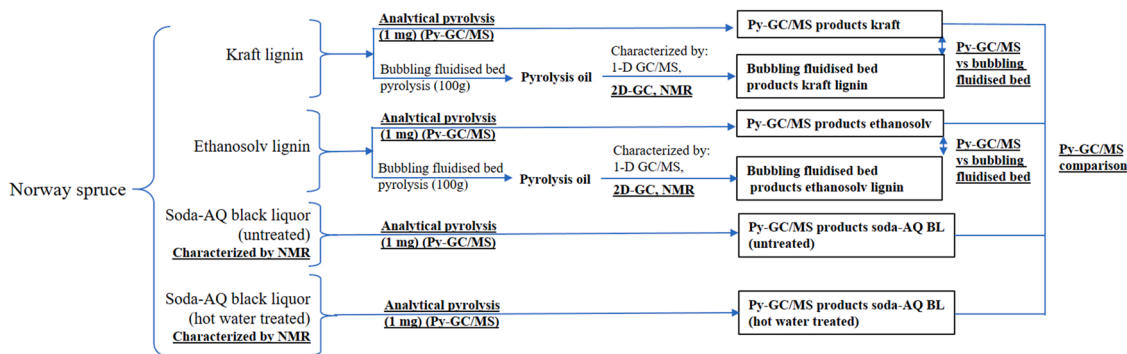 Norway spruce
Kraft lignin
Analytical pyrolysis
(1 mg) (Py-GC/MS)
Py-GC/MS products kraft
Bubbling fluidised bed
pyrolysis (100g)
Pyrolysis oil
Characterized by:
1-D GC/MS,
2D-GC, NMR
Bubbling fluidised bed
products kraft lignin
Py-GC/MS
vs bubbling
fluidised bed
Ethanosolv lignin
Analytical pyrolysis
(1 mg) (Py-GC/MS)
Py-GC/MS products ethanosolv
Bubbling fluidised bed
pyrolysis (100g)
Pyrolysis oil
Characterized by:
1-D GC/MS,
2D-GC, NMR
Bubbling fluidised bed
products ethanosolv lignin
Py-GC/MS
vs bubbling
fluidised bed
Py-GC/MS
comparison
Soda-AQ black liquor
(untreated)
Characterized by NMR
Analytical pyrolysis
(1 mg) (Py-GC/MS)
Py-GC/MS products soda-AQ BL
(untreated)
Soda-AQ black liquor
(hot water treated)
Characterized by NMR
Analytical pyrolysis
(1 mg) (Py-GC/MS)
Py-GC/MS products soda-AQ BL
(hot water treated)